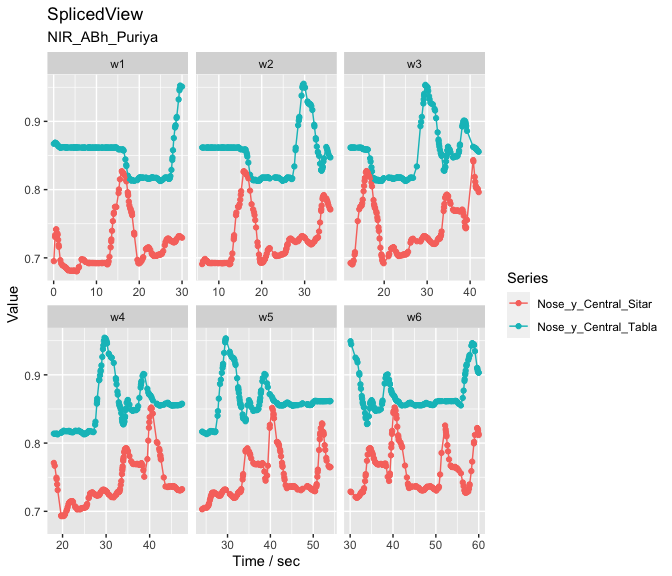 SplicedView
NIR_ABh_Puriya
w1 w2 w3
0.9
0.8
0.7
0 10 20 30
10 20 30
20 30 40
w4 w5 w6
0.9
0.8
0.7
20 30 40
30 40 50
30 40 50 60
Value
Time / sec
Series
Nose_y_Central_Sitar
Nose_y_Central_Tabla